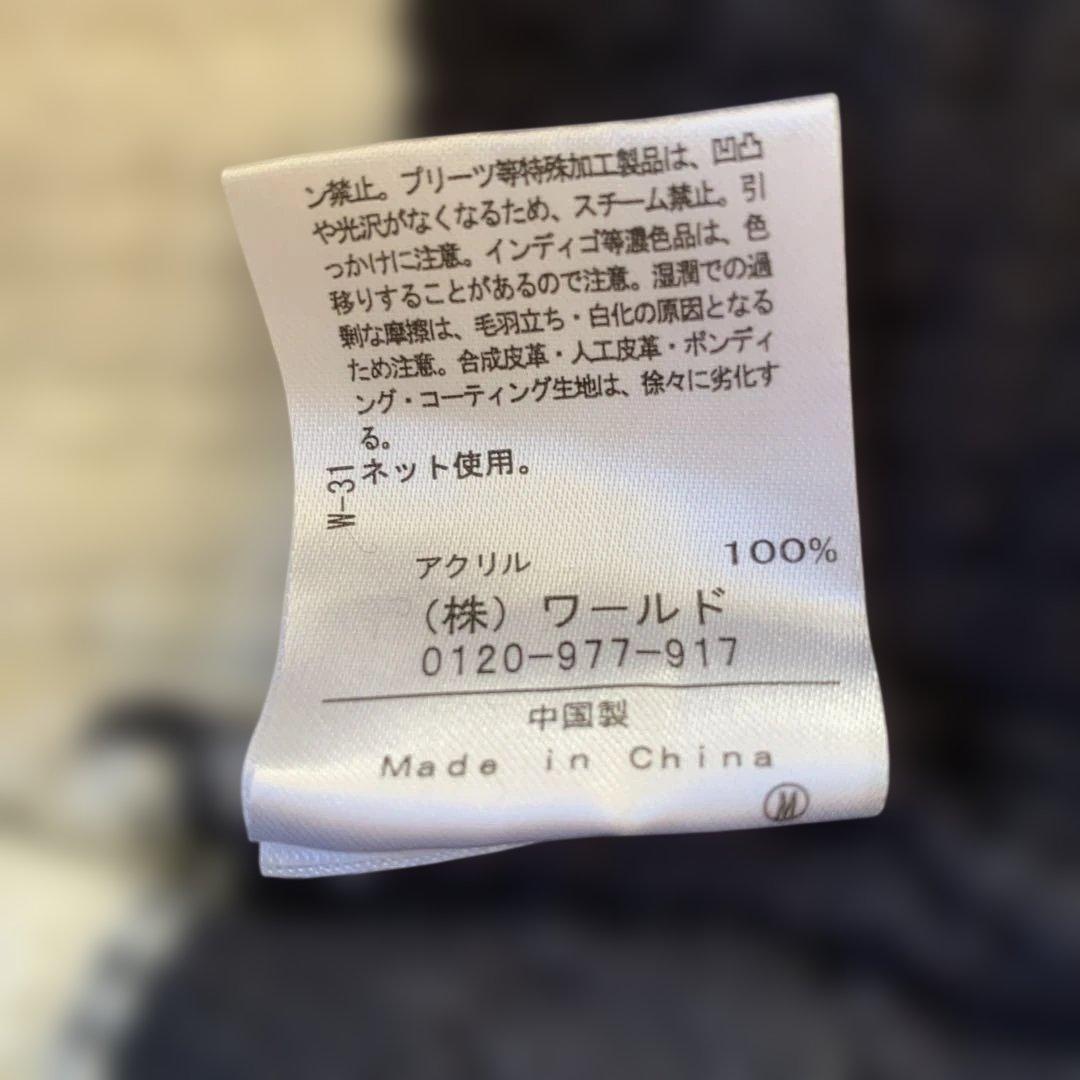 ン禁止。プリーツ等特殊加工製品は、凹凸
や光沢がなくなるため、スチーム禁止。引
っかけに注意。インディゴ等濃色品は、色
移りすることがあるので注意。湿潤での過
剰な摩擦は、毛羽立ち・白化の原因となる
ため注意。合成皮革・人工皮革・ボンディ
ング・コーティング生地は、徐々に劣化す
る。
ネット使用。
W-31
アクリル 100%
(株) ワールド
0120-977-917
中国製
Made in China
M